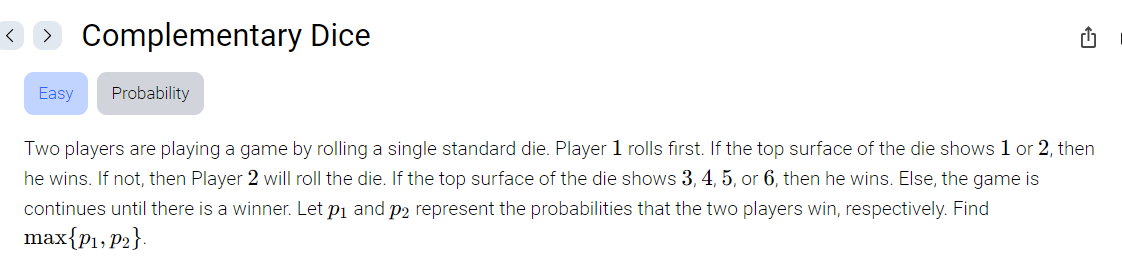 Complementary Dice
Easy Probability
Two players are playing a game by rolling a single standard die. Player 1 rolls first. If the top surface of the die shows 1 or 2, then
he wins. If not, then Player 2 will roll the die. If the top surface of the die shows 3, 4, 5, or 6, then he wins. Else, the game is
continues until there is a winner. Let p₁ and p₂ represent the probabilities that the two players win, respectively. Find
max{p₁, p₂}.